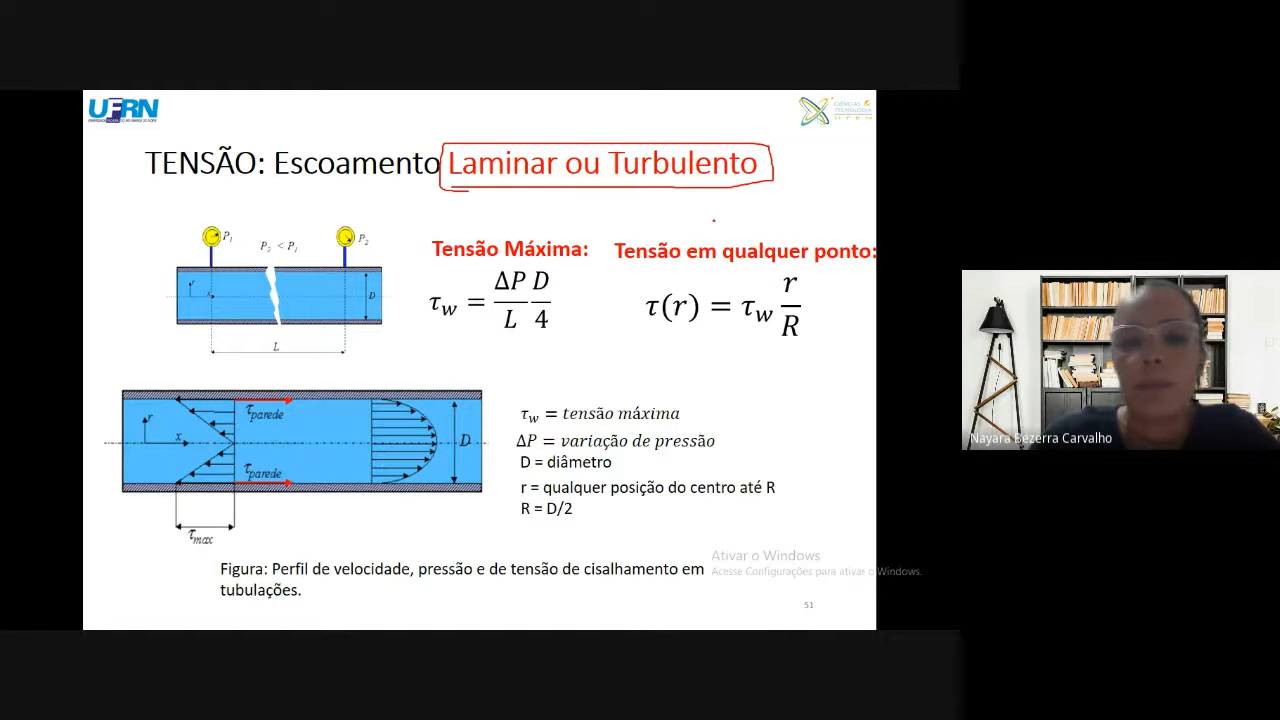 UFRN
CIÊNCIAS E
TECNOLOGIA
UFRN
TENSÃO: Escoamento Laminar ou Turbulento
P1
P2 < P1
P2
r
x
D
L
Tensão Máxima:
τw = ΔP/L D/4
Tensão em qualquer ponto:
τ(r) = τw r/R
r
x
τparede
τparede
D
τmax
τw = tensão máxima
ΔP = variação de pressão
D = diâmetro
r = qualquer posição do centro até R
R = D/2
Figura: Perfil de velocidade, pressão e de tensão de cisalhamento em
tubulações.
Ativar o Windows
Acesse Configurações para ativar o Windows.
51
Nayara Bezerra Carvalho